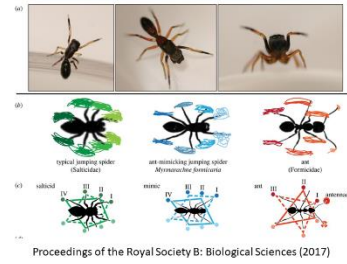 (a)
(b)
typical jumping spider
(Salticidae)
ant-mimicking jumping spider
Myrmarachne formicaria
ant
(Formicidae)
(c)
salticid
mimic
ant
IV
III
II
I
IV
III
II
I
III
II
I
antennae
Proceedings of the Royal Society B: Biological Sciences (2017)